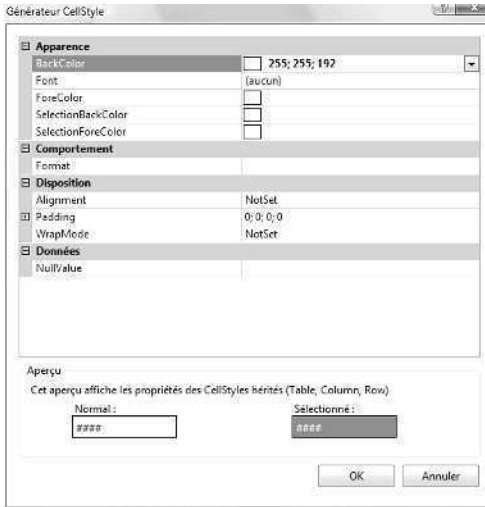 Générateur CellStyle
Apparence
BackColor 255; 255; 192
Font (aucun)
ForeColor
SelectionBackColor
SelectionForeColor
Comportement
Format
Disposition
Alignment NotSet
Padding 0; 0; 0; 0
WrapMode NotSet
Données
NullValue
Aperçu
Cet aperçu affiche les propriétés des CellStyles hérités (Table, Column, Row)
Normal : Sélectionné :
#### ####
OK Annuler